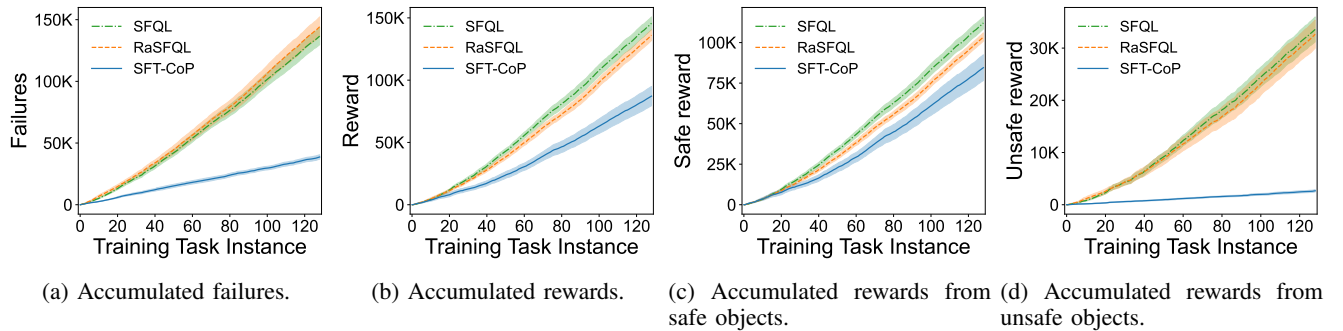 150K
100K
50K
0
Failures
SFQL
RaSFQL
SFT-CoP
0 20 40 60 80 100 120
Training Task Instance
(a) Accumulated failures.
150K
100K
50K
0
Reward
SFQL
RaSFQL
SFT-CoP
0 20 40 60 80 100 120
Training Task Instance
(b) Accumulated rewards.
100K
75K
50K
25K
0
Safe reward
SFQL
RaSFQL
SFT-CoP
0 20 40 60 80 100 120
Training Task Instance
(c) Accumulated rewards from
safe objects.
30K
20K
10K
0
Unsafe reward
SFQL
RaSFQL
SFT-CoP
0 20 40 60 80 100 120
Training Task Instance
(d) Accumulated rewards from
unsafe objects.